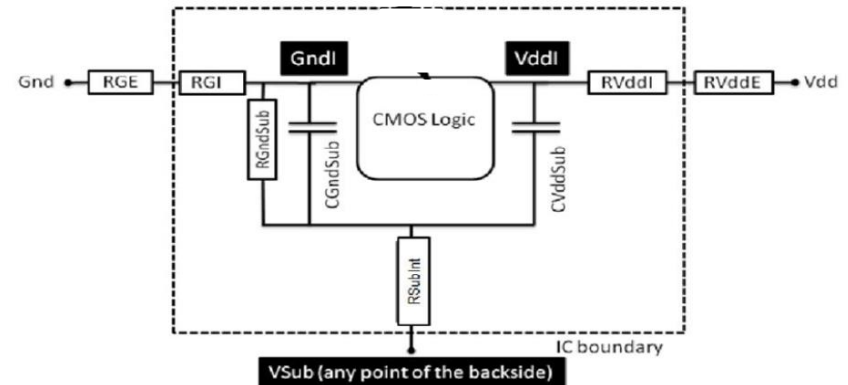 GndI
VddI
Gnd
RGE
RGI
RVddI
RVddE
Vdd
RGndSub
CGndSub
CMOS Logic
CVddSub
RSubInt
IC boundary
VSub (any point of the backside)